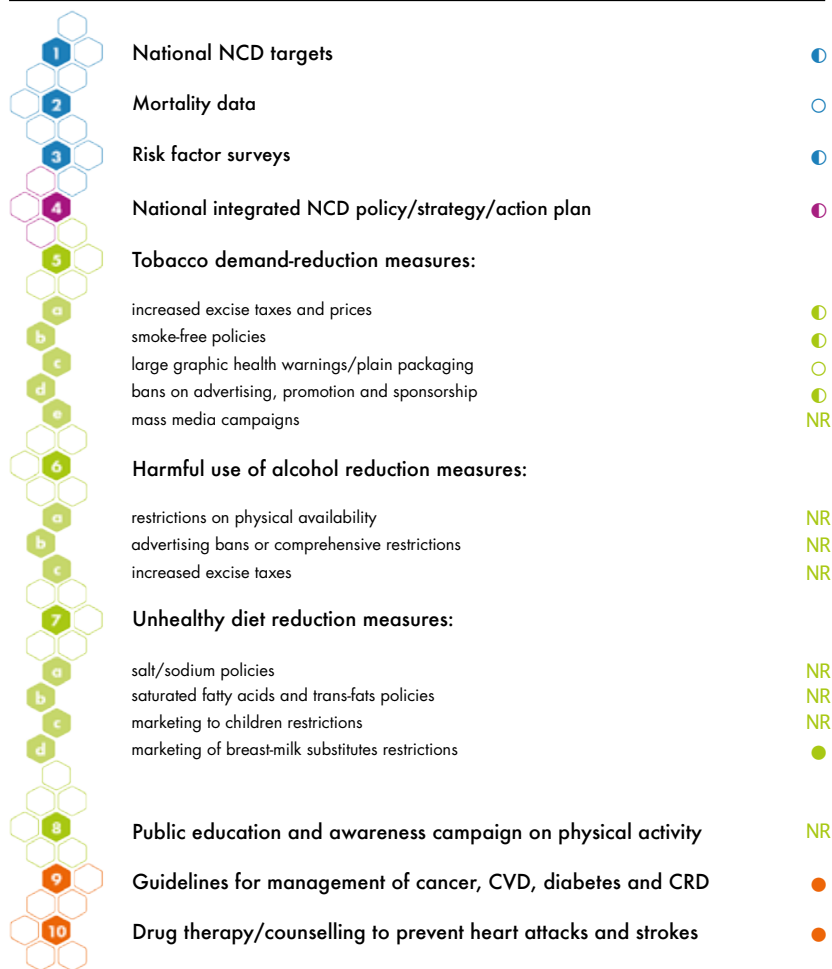 1 National NCD targets ◐
2 Mortality data ○
3 Risk factor surveys ◐
4 National integrated NCD policy/strategy/action plan ◐
5 Tobacco demand-reduction measures:
a increased excise taxes and prices ◐
b smoke-free policies ◐
c large graphic health warnings/plain packaging ○
d bans on advertising, promotion and sponsorship ◐
e mass media campaigns NR
6 Harmful use of alcohol reduction measures:
a restrictions on physical availability NR
b advertising bans or comprehensive restrictions NR
c increased excise taxes NR
7 Unhealthy diet reduction measures:
a salt/sodium policies NR
b saturated fatty acids and trans-fats policies NR
c marketing to children restrictions NR
d marketing of breast-milk substitutes restrictions ●
8 Public education and awareness campaign on physical activity NR
9 Guidelines for management of cancer, CVD, diabetes and CRD ●
10 Drug therapy/counselling to prevent heart attacks and strokes ●